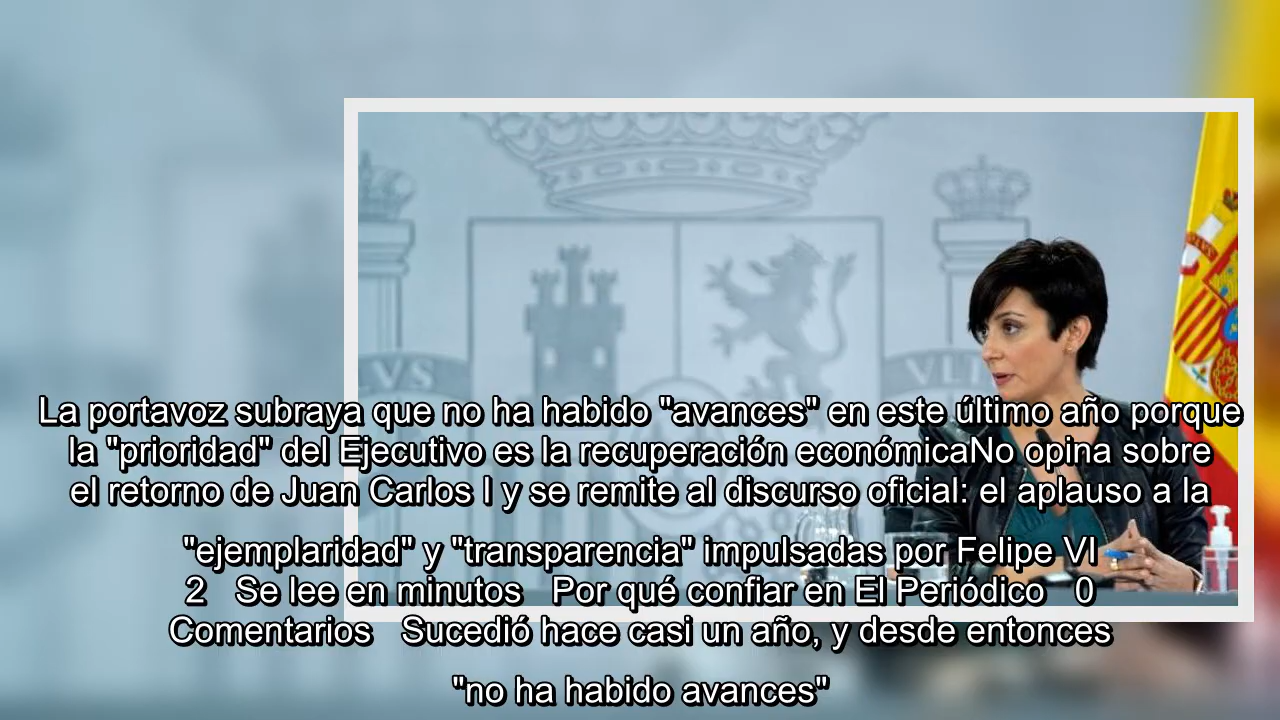 LVS
VLT
La portavoz subraya que no ha habido "avances" en este último año porque
la "prioridad" del Ejecutivo es la recuperación económicaNo opina sobre
el retorno de Juan Carlos I y se remite al discurso oficial: el aplauso a la
"ejemplaridad" y "transparencia" impulsadas por Felipe VI
2 Se lee en minutos Por qué confiar en El Periódico 0
Comentarios Sucedió hace casi un año, y desde entonces
"no ha habido avances"